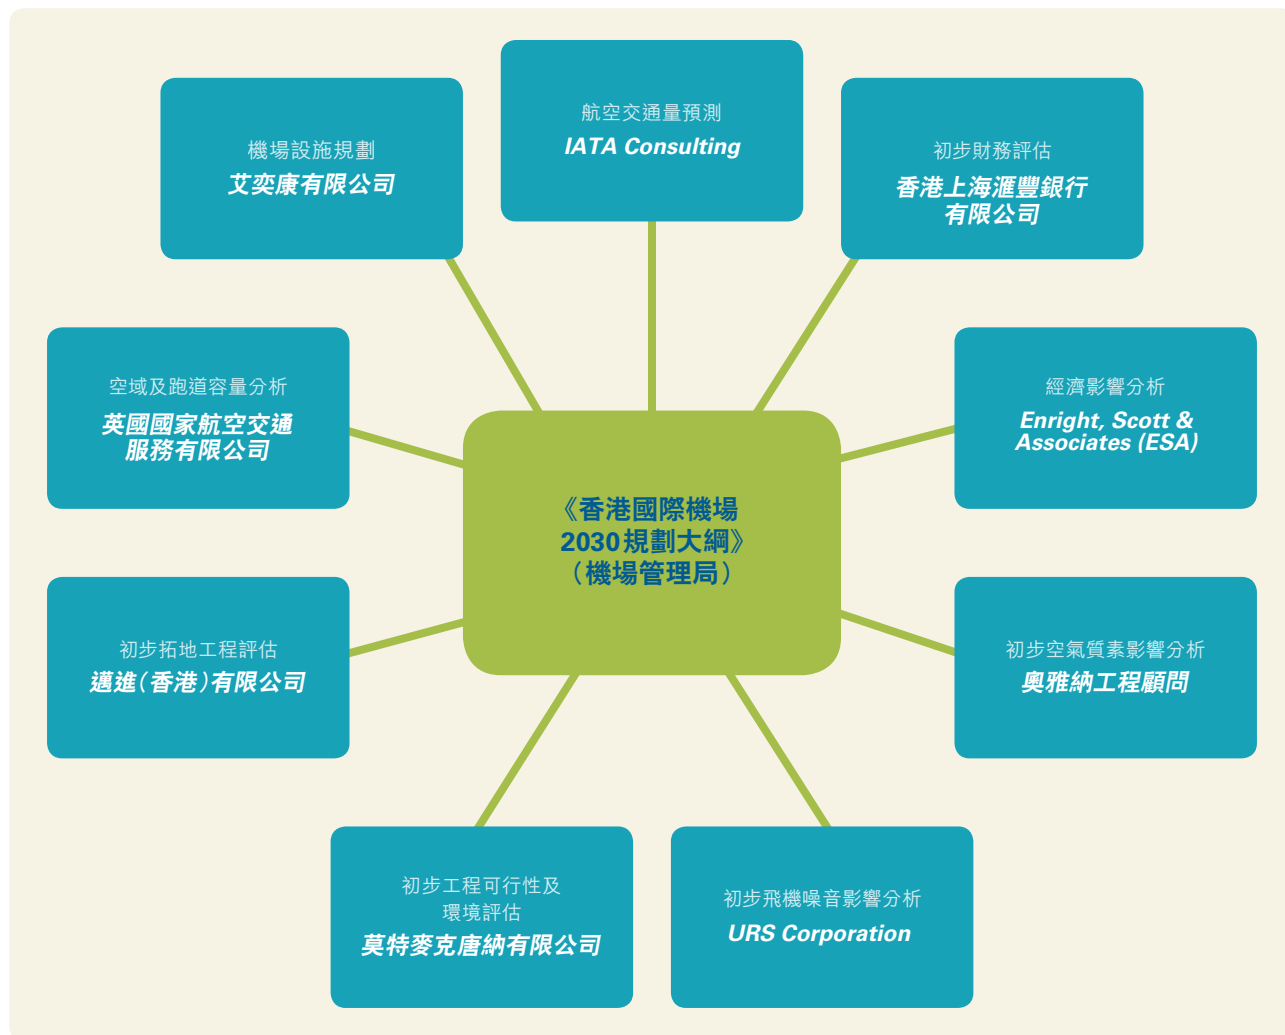 航空交通量預測
IATA Consulting
機場設施規劃
艾奕康有限公司
初步財務評估
香港上海滙豐銀行
有限公司
空域及跑道容量分析
英國國家航空交通
服務有限公司
經濟影響分析
Enright, Scott &
Associates (ESA)
《香港國際機場
2030規劃大綱》
（機場管理局）
初步拓地工程評估
邁進（香港）有限公司
初步空氣質素影響分析
奧雅納工程顧問
初步工程可行性及
環境評估
莫特麥克唐納有限公司
初步飛機噪音影響分析
URS Corporation